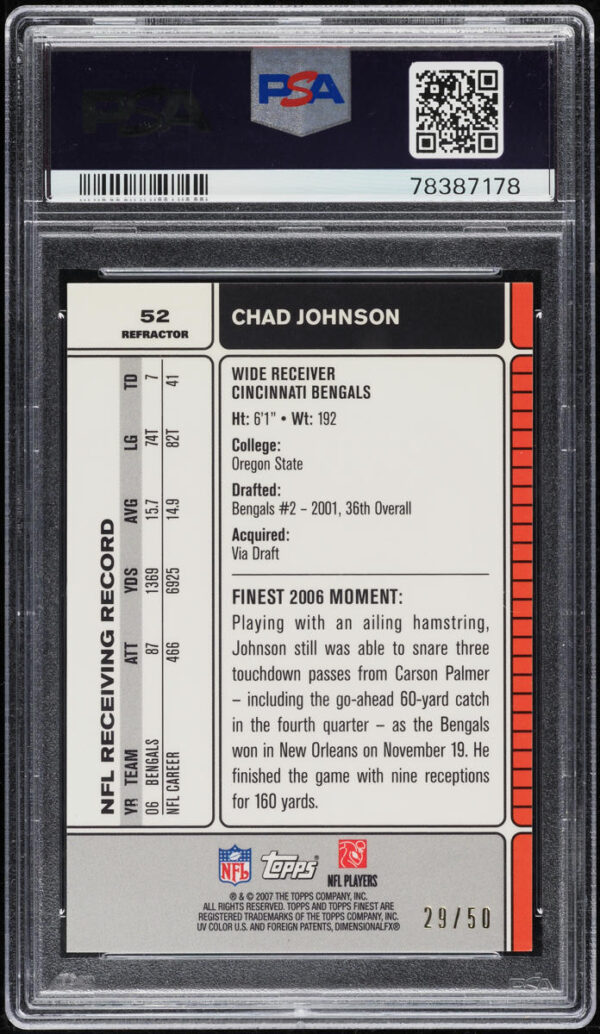 PSA
PSA
78387178
52
REFRACTOR
CHAD JOHNSON
WIDE RECEIVER
CINCINNATI BENGALS
Ht: 6'1" • Wt: 192
College:
Oregon State
Drafted:
Bengals #2 – 2001, 36th Overall
Acquired:
Via Draft
FINEST 2006 MOMENT:
Playing with an ailing hamstring,
Johnson still was able to snare three
touchdown passes from Carson Palmer
– including the go-ahead 60-yard catch
in the fourth quarter – as the Bengals
won in New Orleans on November 19. He
finished the game with nine receptions
for 160 yards.
NFL RECEIVING RECORD
YR TEAM ATT YDS AVG LG TD
06 BENGALS 87 1369 15.7 74T 7
NFL CAREER 466 6925 14.9 82T 41
NFL
Topps®
NFL PLAYERS
® & © 2007 THE TOPPS COMPANY, INC.
ALL RIGHTS RESERVED. TOPPS AND TOPPS FINEST ARE
REGISTERED TRADEMARKS OF THE TOPPS COMPANY, INC.
UV COLOR U.S. AND FOREIGN PATENTS, DIMENSIONALFX®
29/50
PSA